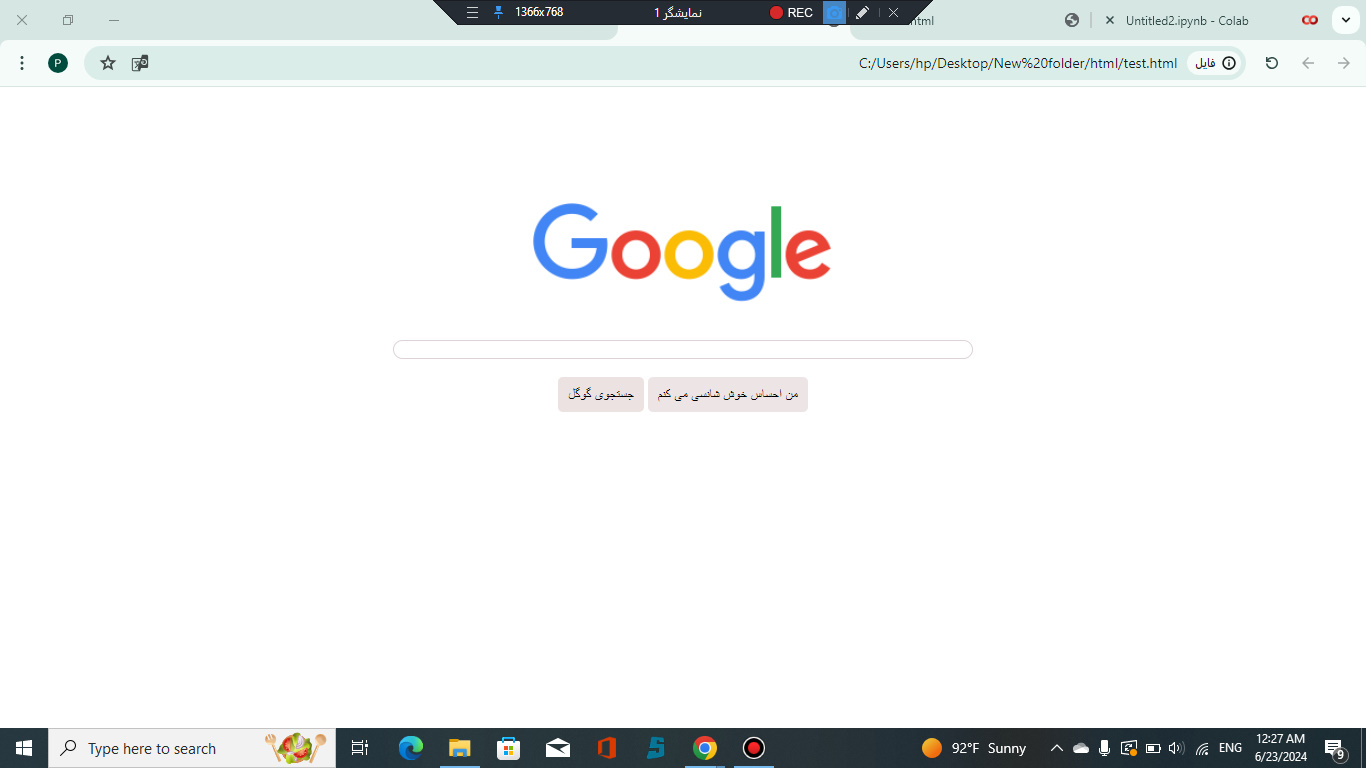 1366x768
نمایشگر 1
REC
html
Untitled2.ipynb - Colab
P
C:/Users/hp/Desktop/New%20folder/html/test.html
فایل
Google
جستجوی گوگل
من احساس خوش شانسی می کنم
Type here to search
92°F Sunny
ENG
12:27 AM
6/23/2024
9